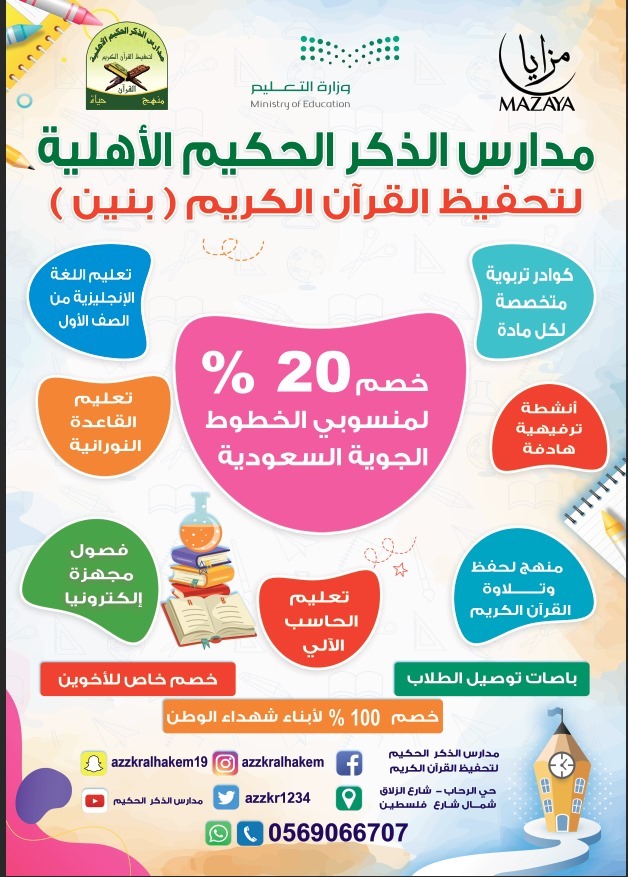 مدارس الذكر الحكيم الأهلية
لتحفيظ القرآن الكريم
القرآن
منهج حياة
وزارة التعليم
Ministry of Education
مزايا
MAZAYA
مدارس الذكر الحكيم الأهلية
لتحفيظ القرآن الكريم ( بنين )
كوادر تربوية
متخصصة
لكل مادة
تعليم اللغة
الإنجليزية من
الصف الأول
خصم 20 %
لمنسوبي الخطوط
الجوية السعودية
أنشطة
ترفيهية
هادفة
تعليم
القاعدة
النورانية
منهج لحفظ
وتـــلاوة
القرآن الكريم
تعليم
الحاسب
الآلي
فصول
مجهزة
إلكترونيا
باصات توصيل الطلاب
خصم خاص للأخوين
خصم 100 % لأبناء شهداء الوطن
مدارس الذكر الحكيم
لتحفيظ القرآن الكريم
azzkralhakem
azzkralhakem19
حي الرحاب - شارع الزلاق
شمال شارع فلسطين
azzkr1234
مدارس الذكر الحكيم
0569066707